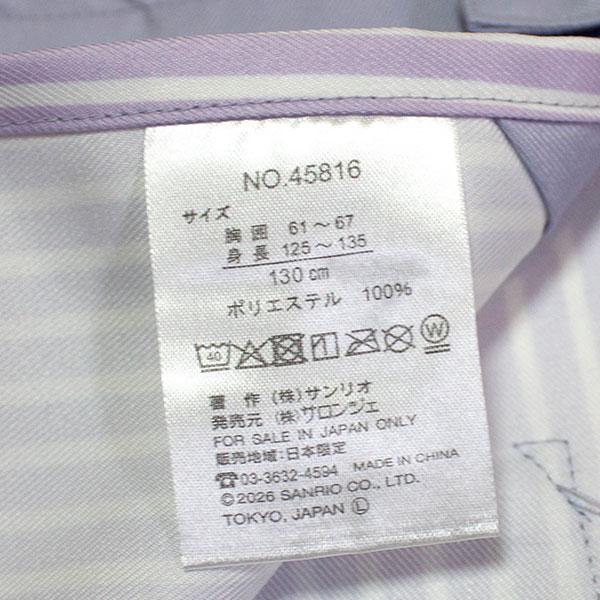 NO.45816
サイズ
胸囲 61～67
身長 125～135
130㎝
ポリエステル 100%
40 W
著 作 (株)サンリオ
発売元 (株)サロンジェ
FOR SALE IN JAPAN ONLY
販売地域:日本限定
☎03-3632-4594 MADE IN CHINA
©2026 SANRIO CO., LTD.
TOKYO, JAPAN Ⓛ